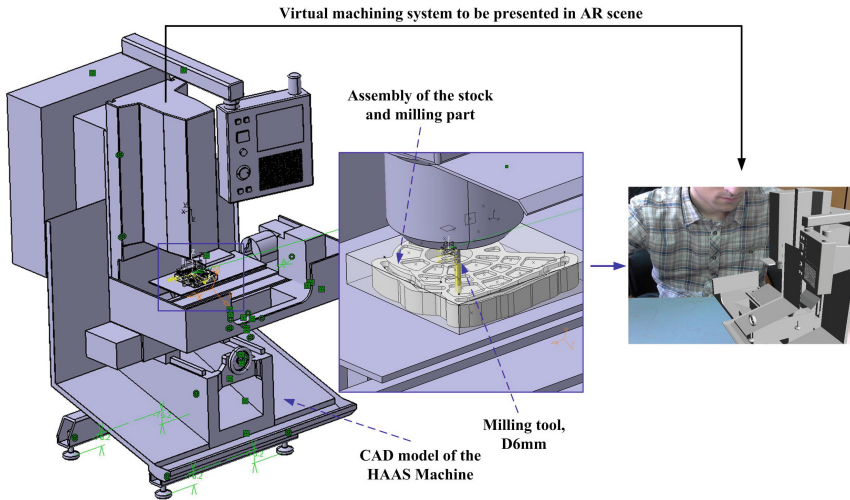 Virtual machining system to be presented in AR scene
Assembly of the stock
and milling part
Milling tool,
D6mm
CAD model of the
HAAS Machine